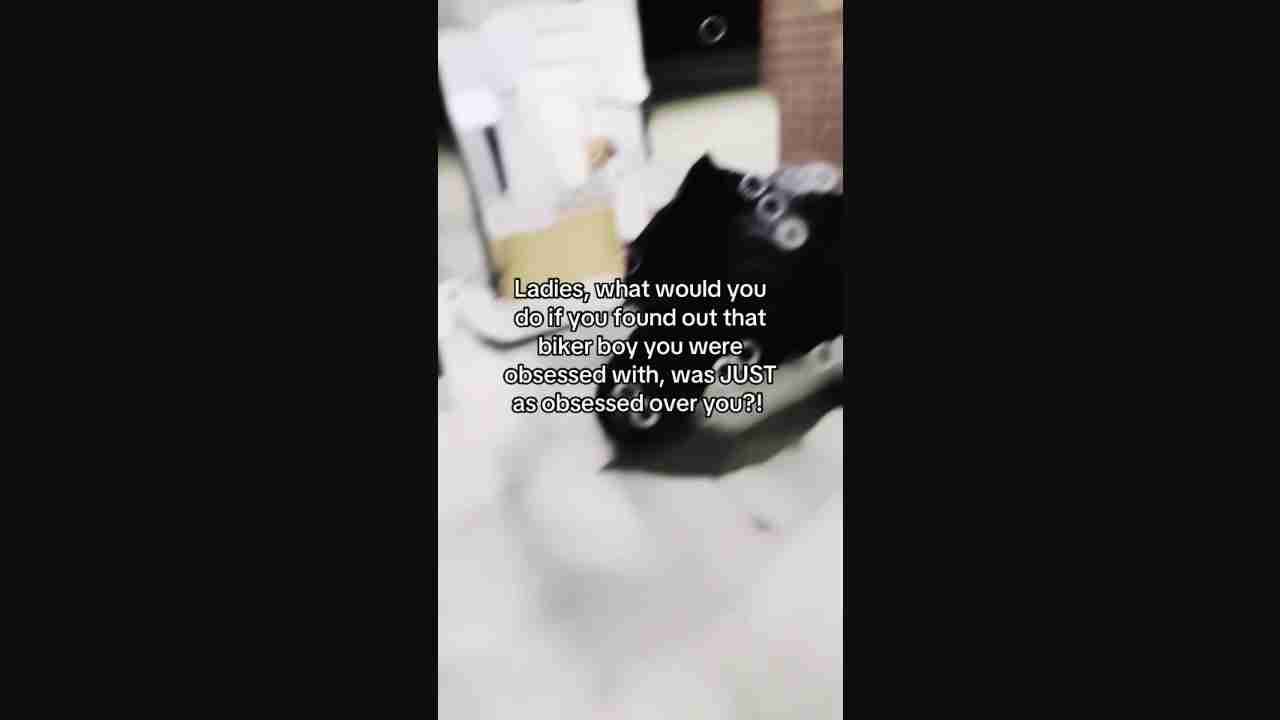 Ladies, what would you
do if you found out that
biker boy you were
obsessed with, was JUST
as obsessed over you?!